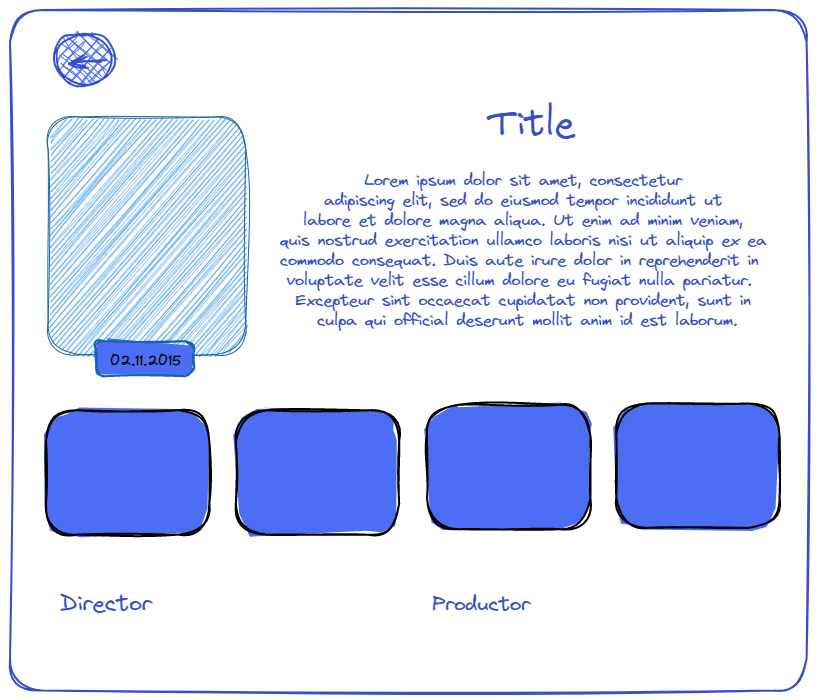 Title
Lorem ipsum dolor sit amet, consectetur
adipiscing elit, sed do eiusmod tempor incididunt ut
labore et dolore magna aliqua. Ut enim ad minim veniam,
quis nostrud exercitation ullamco laboris nisi ut aliquip ex ea
commodo consequat. Duis aute irure dolor in reprehenderit in
voluptate velit esse cillum dolore eu fugiat nulla pariatur.
Excepteur sint occaecat cupidatat non provident, sunt in
culpa qui official deserunt mollit anim id est laborum.
02.11.2015
Director
Productor